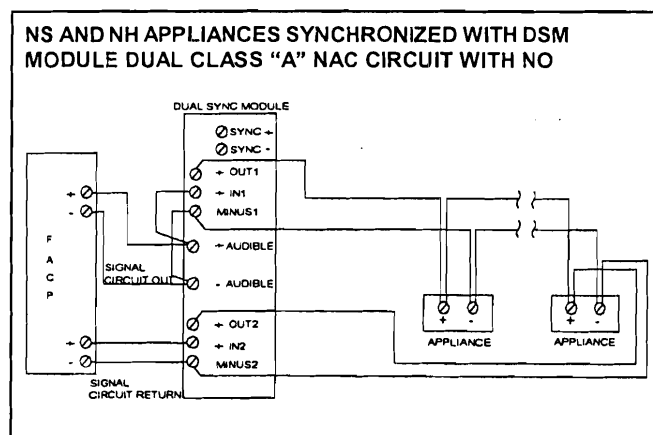 NS AND NH APPLIANCES SYNCHRONIZED WITH DSM
MODULE DUAL CLASS "A" NAC CIRCUIT WITH NO
DUAL SYNC MODULE
SYNC +
SYNC -
+ OUT1
+ IN1
MINUS1
+ AUDIBLE
- AUDIBLE
+ OUT2
+ IN2
MINUS2
+
-
F
A
C
P
+
-
SIGNAL
CIRCUIT OUT
SIGNAL
CIRCUIT RETURN
+ -
APPLIANCE
+ -
APPLIANCE